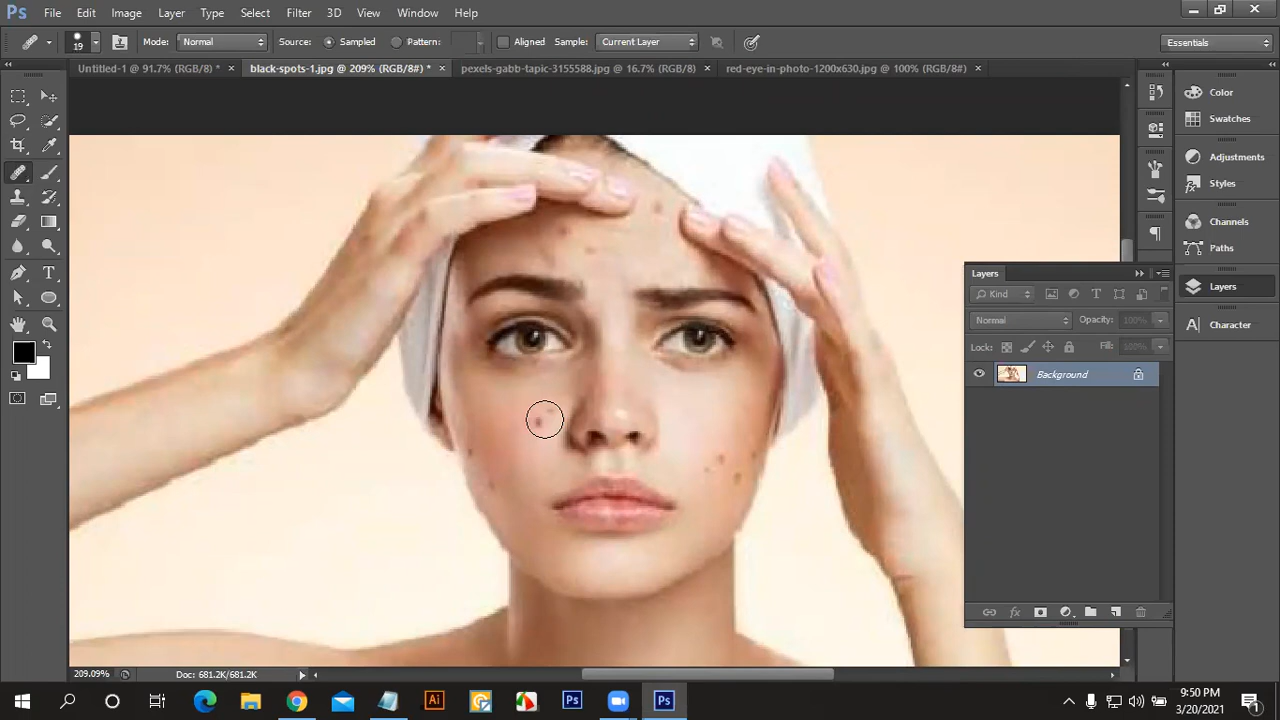 Ps File Edit Image Layer Type Select Filter 3D View Window Help
19 Mode: Normal Source: Sampled Pattern: Aligned Sample: Current Layer Essentials
Untitled-1 @ 91.7% (RGB/8) * × black-spots-1.jpg @ 209% (RGB/8#) * × pexels-gabb-tapic-3155588.jpg @ 16.7% (RGB/8) × red-eye-in-photo-1200x630.jpg @ 100% (RGB/8#) ×
Color
Swatches
Adjustments
Styles
Channels
Paths
Layers
Character
Layers
Kind
Normal Opacity: 100%
Lock: Fill: 100%
Background
209.09% Doc: 681.2K/681.2K
Ai Ps Ps
9:50 PM
3/20/2021
1